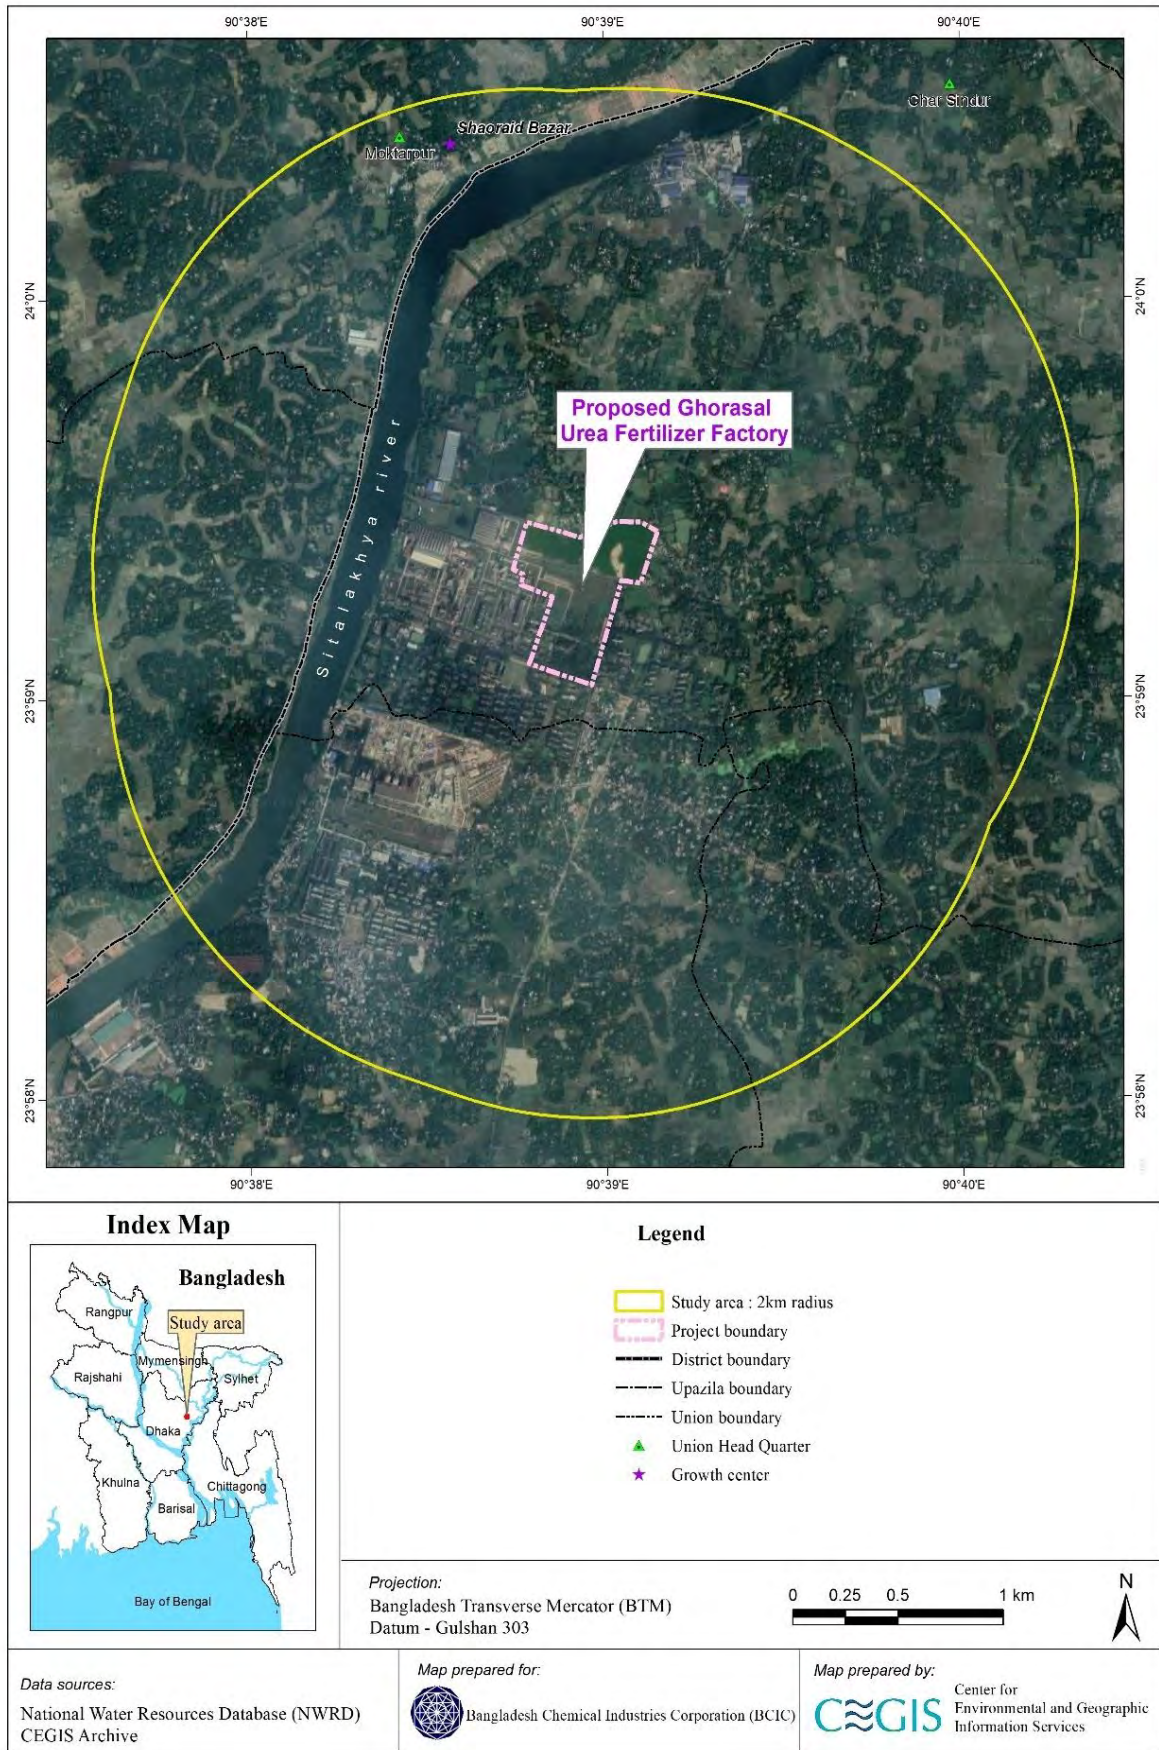 90°38'E
90°39'E
90°40'E
Char Sindur
Shaoraid Bazar
Moktarpur
24°0'N
24°0'N
Proposed Ghorasal
Urea Fertilizer Factory
Sitalakhya river
23°59'N
23°59'N
23°58'N
23°58'N
90°38'E
90°39'E
90°40'E
Index Map
Bangladesh
Rangpur
Study area
Mymensingh
Rajshahi
Sylhet
Dhaka
Khulna
Chittagong
Barisal
Bay of Bengal
Legend
Study area : 2km radius
Project boundary
District boundary
Upazila boundary
Union boundary
Union Head Quarter
Growth center
Projection:
Bangladesh Transverse Mercator (BTM)
Datum - Gulshan 303
0 0.25 0.5 1 km
N
Data sources:
National Water Resources Database (NWRD)
CEGIS Archive
Map prepared for:
Bangladesh Chemical Industries Corporation (BCIC)
Map prepared by:
CEGIS
Center for
Environmental and Geographic
Information Services